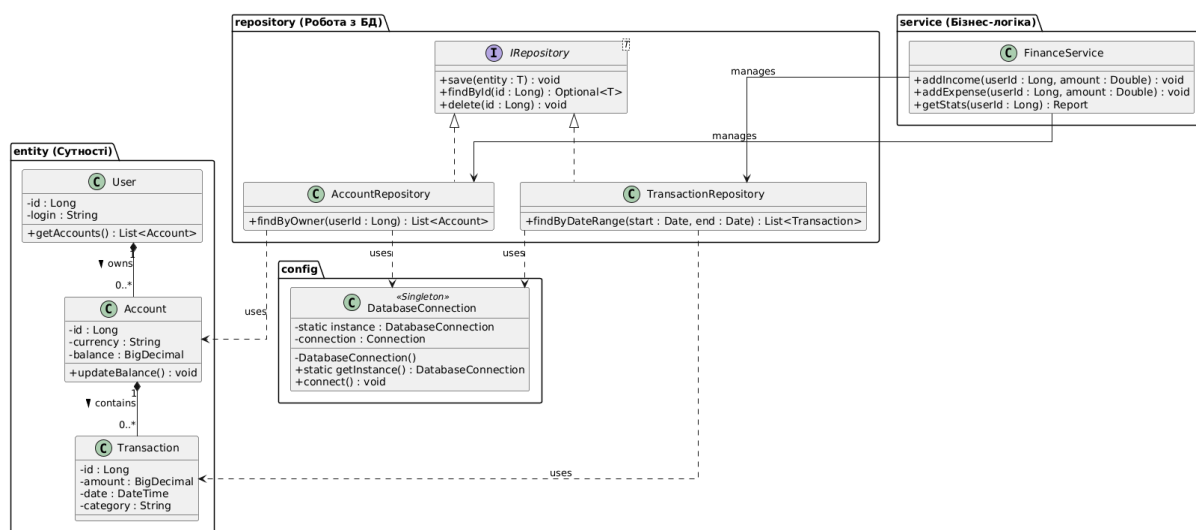 repository (Робота з БД)
I IRepository
T
+save(entity : T) : void
+findById(id : Long) : Optional<T>
+delete(id : Long) : void
C AccountRepository
+findByOwner(userId : Long) : List<Account>
C TransactionRepository
+findByDateRange(start : Date, end : Date) : List<Transaction>
service (Бізнес-логіка)
C FinanceService
+addIncome(userId : Long, amount : Double) : void
+addExpense(userId : Long, amount : Double) : void
+getStats(userId : Long) : Report
manages
manages
entity (Сутності)
C User
-id : Long
-login : String
+getAccounts() : List<Account>
1
owns
0..*
C Account
-id : Long
-currency : String
-balance : BigDecimal
+updateBalance() : void
1
contains
0..*
C Transaction
-id : Long
-amount : BigDecimal
-date : DateTime
-category : String
uses
uses
uses
uses
config
«Singleton»
C DatabaseConnection
-static instance : DatabaseConnection
-connection : Connection
-DatabaseConnection()
+static getInstance() : DatabaseConnection
+connect() : void